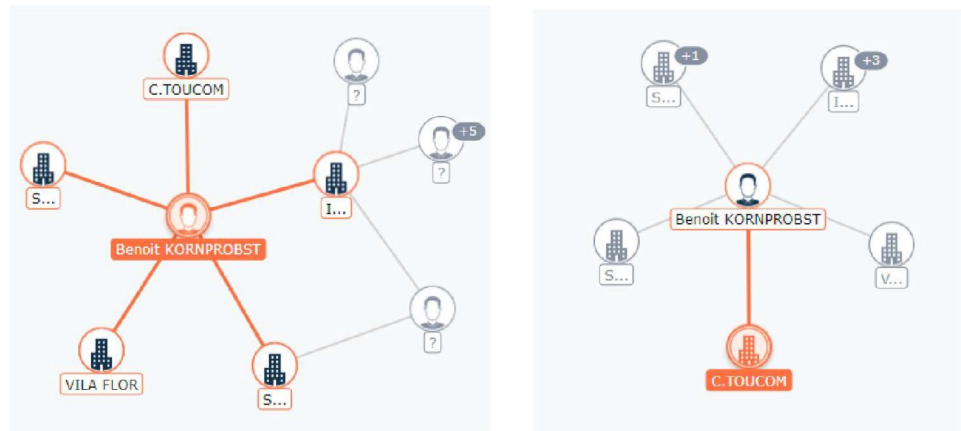 C.TOUCOM
?
+5
?
S...
I...
Benoit KORNPROBST
?
VILA FLOR
S...
+1
+3
S...
I...
Benoit KORNPROBST
S...
V...
C.TOUCOM